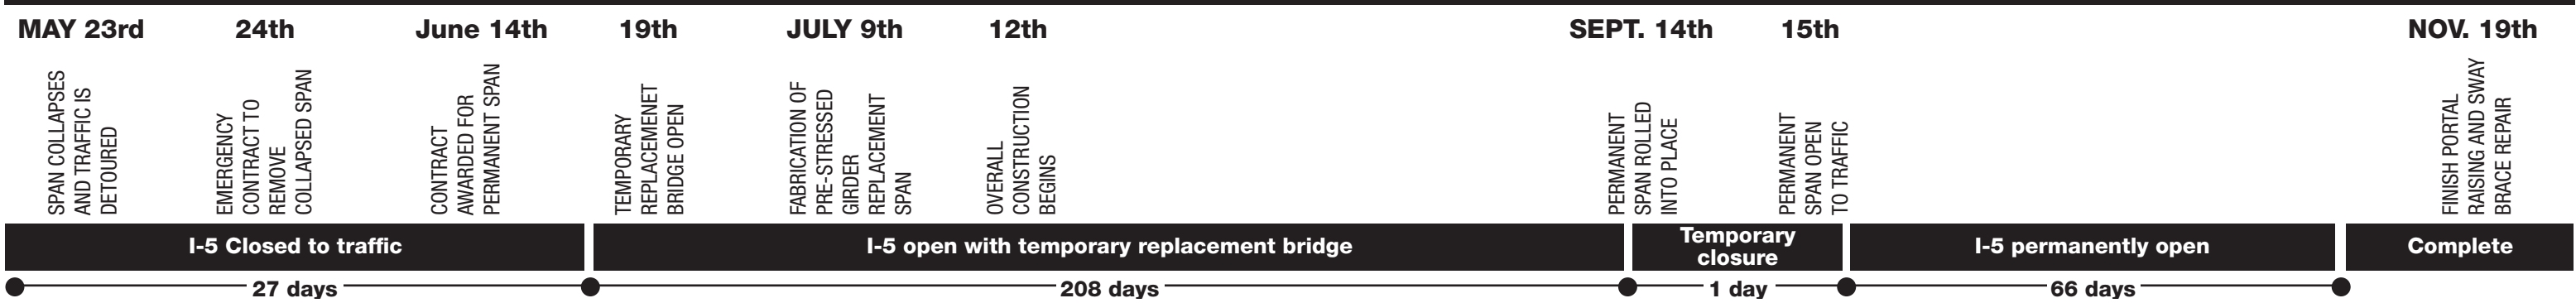 MAY 23rd
24th
June 14th
19th
JULY 9th
12th
SEPT. 14th
15th
NOV. 19th
SPAN COLLAPSES
AND TRAFFIC IS
DETOURED
EMERGENCY
CONTRACT TO
REMOVE
COLLAPSED SPAN
CONTRACT
AWARDED FOR
PERMANENT SPAN
TEMPORARY
REPLACEMENET
BRIDGE OPEN
FABRICATION OF
PRE-STRESSED
GIRDER
REPLACEMENT
SPAN
OVERALL
CONSTRUCTION
BEGINS
PERMANENT
SPAN ROLLED
INTO PLACE
PERMANENT
SPAN OPEN
TO TRAFFIC
FINISH PORTAL
RAISING AND SWAY
BRACE REPAIR
I-5 Closed to traffic
I-5 open with temporary replacement bridge
Temporary
closure
I-5 permanently open
Complete
27 days
208 days
1 day
66 days